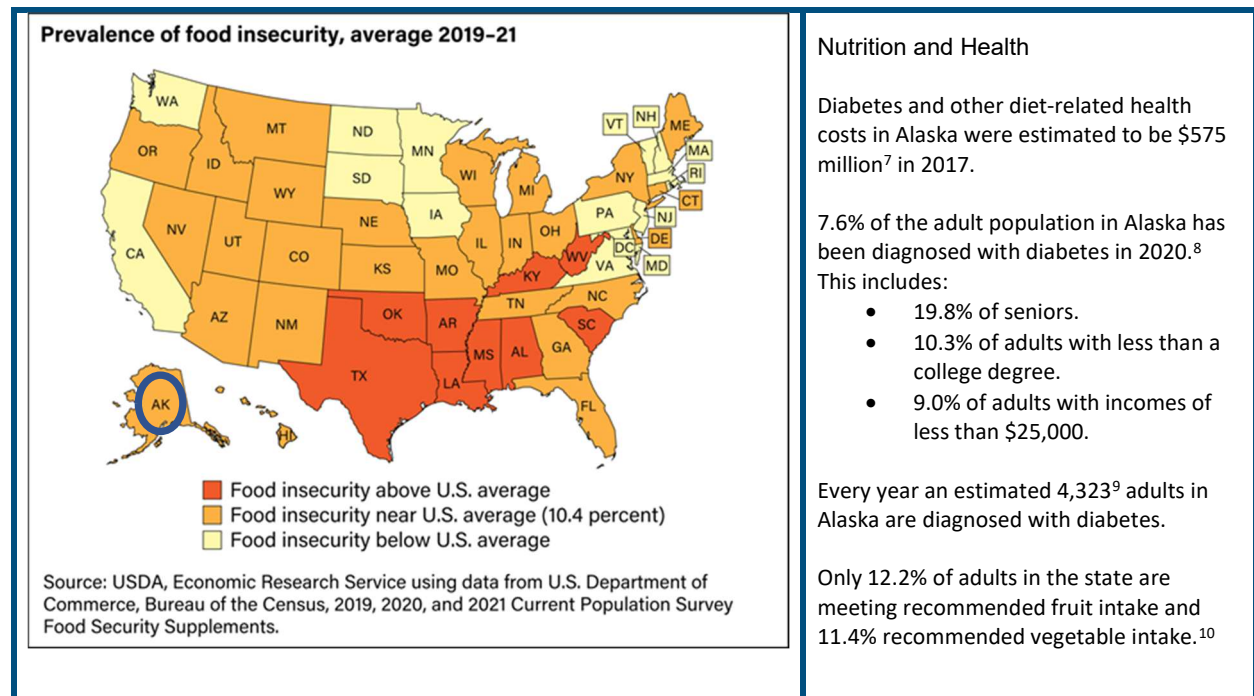 Prevalence of food insecurity, average 2019–21
WA
MT
ND
MN
OR
ID
SD
WI
WY
MI
NY
VT
NH
ME
MA
RI
CT
NV
NE
IA
PA
NJ
CA
UT
CO
IL
IN
OH
DE
DC
MD
WV
VA
KS
MO
KY
AZ
NM
OK
AR
TN
NC
SC
MS
AL
GA
TX
LA
FL
AK
HI
Food insecurity above U.S. average
Food insecurity near U.S. average (10.4 percent)
Food insecurity below U.S. average
Source: USDA, Economic Research Service using data from U.S. Department of
Commerce, Bureau of the Census, 2019, 2020, and 2021 Current Population Survey
Food Security Supplements.
Nutrition and Health
Diabetes and other diet-related health
costs in Alaska were estimated to be $575
million⁷ in 2017.
7.6% of the adult population in Alaska has
been diagnosed with diabetes in 2020.⁸
This includes:
• 19.8% of seniors.
• 10.3% of adults with less than a
college degree.
• 9.0% of adults with incomes of
less than $25,000.
Every year an estimated 4,323⁹ adults in
Alaska are diagnosed with diabetes.
Only 12.2% of adults in the state are
meeting recommended fruit intake and
11.4% recommended vegetable intake.¹⁰